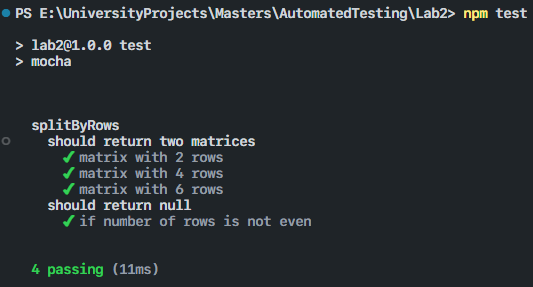 PS E:\UniversityProjects\Masters\AutomatedTesting\Lab2> npm test
> lab2@1.0.0 test
> mocha
splitByRows
should return two matrices
✔ matrix with 2 rows
✔ matrix with 4 rows
✔ matrix with 6 rows
should return null
✔ if number of rows is not even
4 passing (11ms)